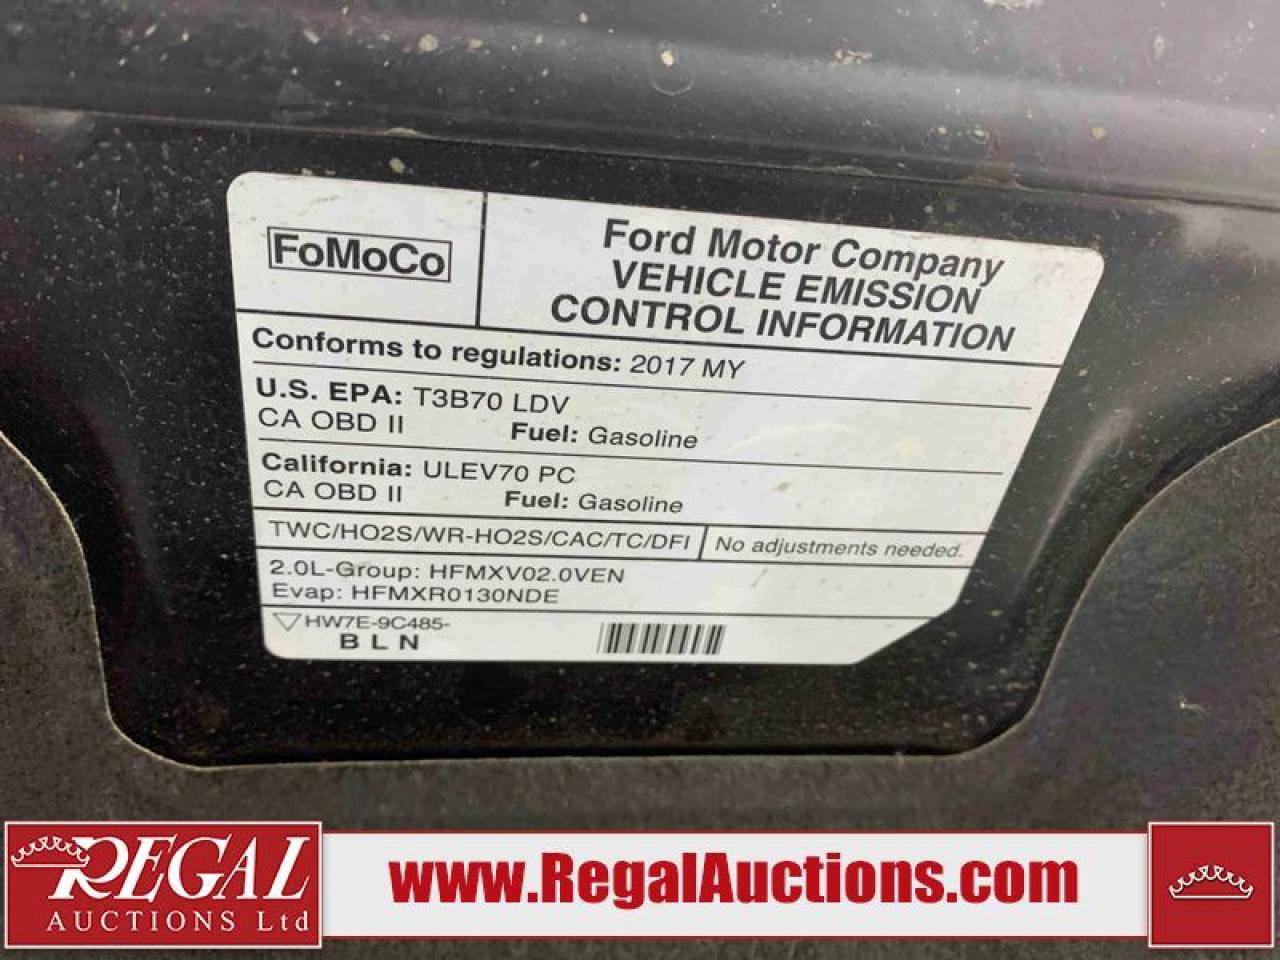 FoMoCo
Ford Motor Company
VEHICLE EMISSION
CONTROL INFORMATION
Conforms to regulations: 2017 MY
U.S. EPA: T3B70 LDV
CA OBD II Fuel: Gasoline
California: ULEV70 PC
CA OBD II Fuel: Gasoline
TWC/HO2S/WR-HO2S/CAC/TC/DFI No adjustments needed.
2.0L-Group: HFMXV02.0VEN
Evap: HFMXR0130NDE
HW7E-9C485-
B L N
REGAL
AUCTIONS Ltd
www.RegalAuctions.com